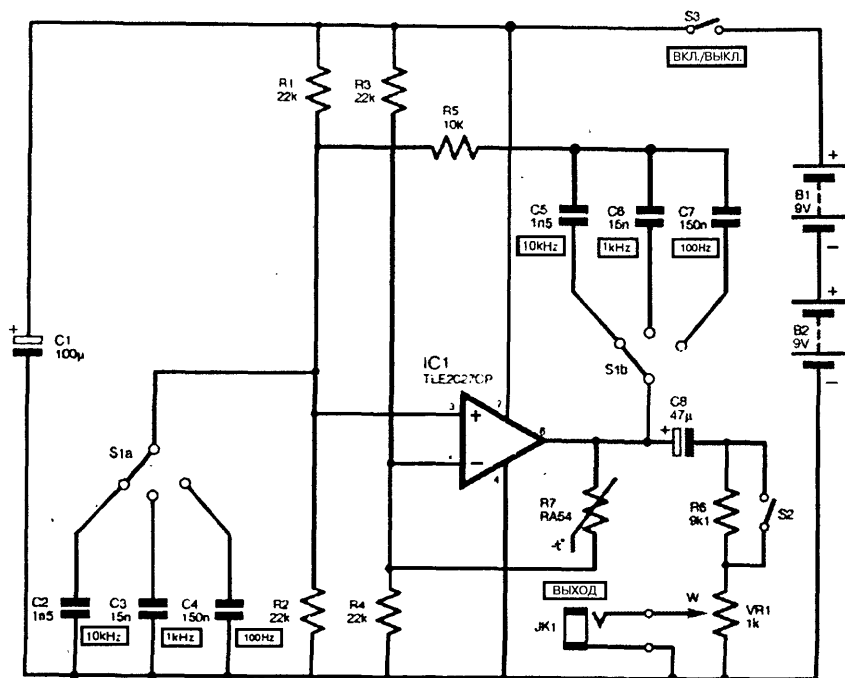 S3
ВКЛ./ВЫКЛ.
R1
22k
R3
22k
R5
10k
+
B1
9V
−
C5
1n5
10kHz
C6
15n
1kHz
C7
150n
100Hz
+
B2
9V
−
+
C1
100µ
IC1
S1b
3
+
7
6
−
4
C8
47µ
+
S1a
R7
RA54
-t°
R6
9k1
S2
C2
1n5
10kHz
C3
15n
1kHz
C4
150n
100Hz
R2
22k
R4
22k
ВЫХОД
JK1
W
VR1
1k